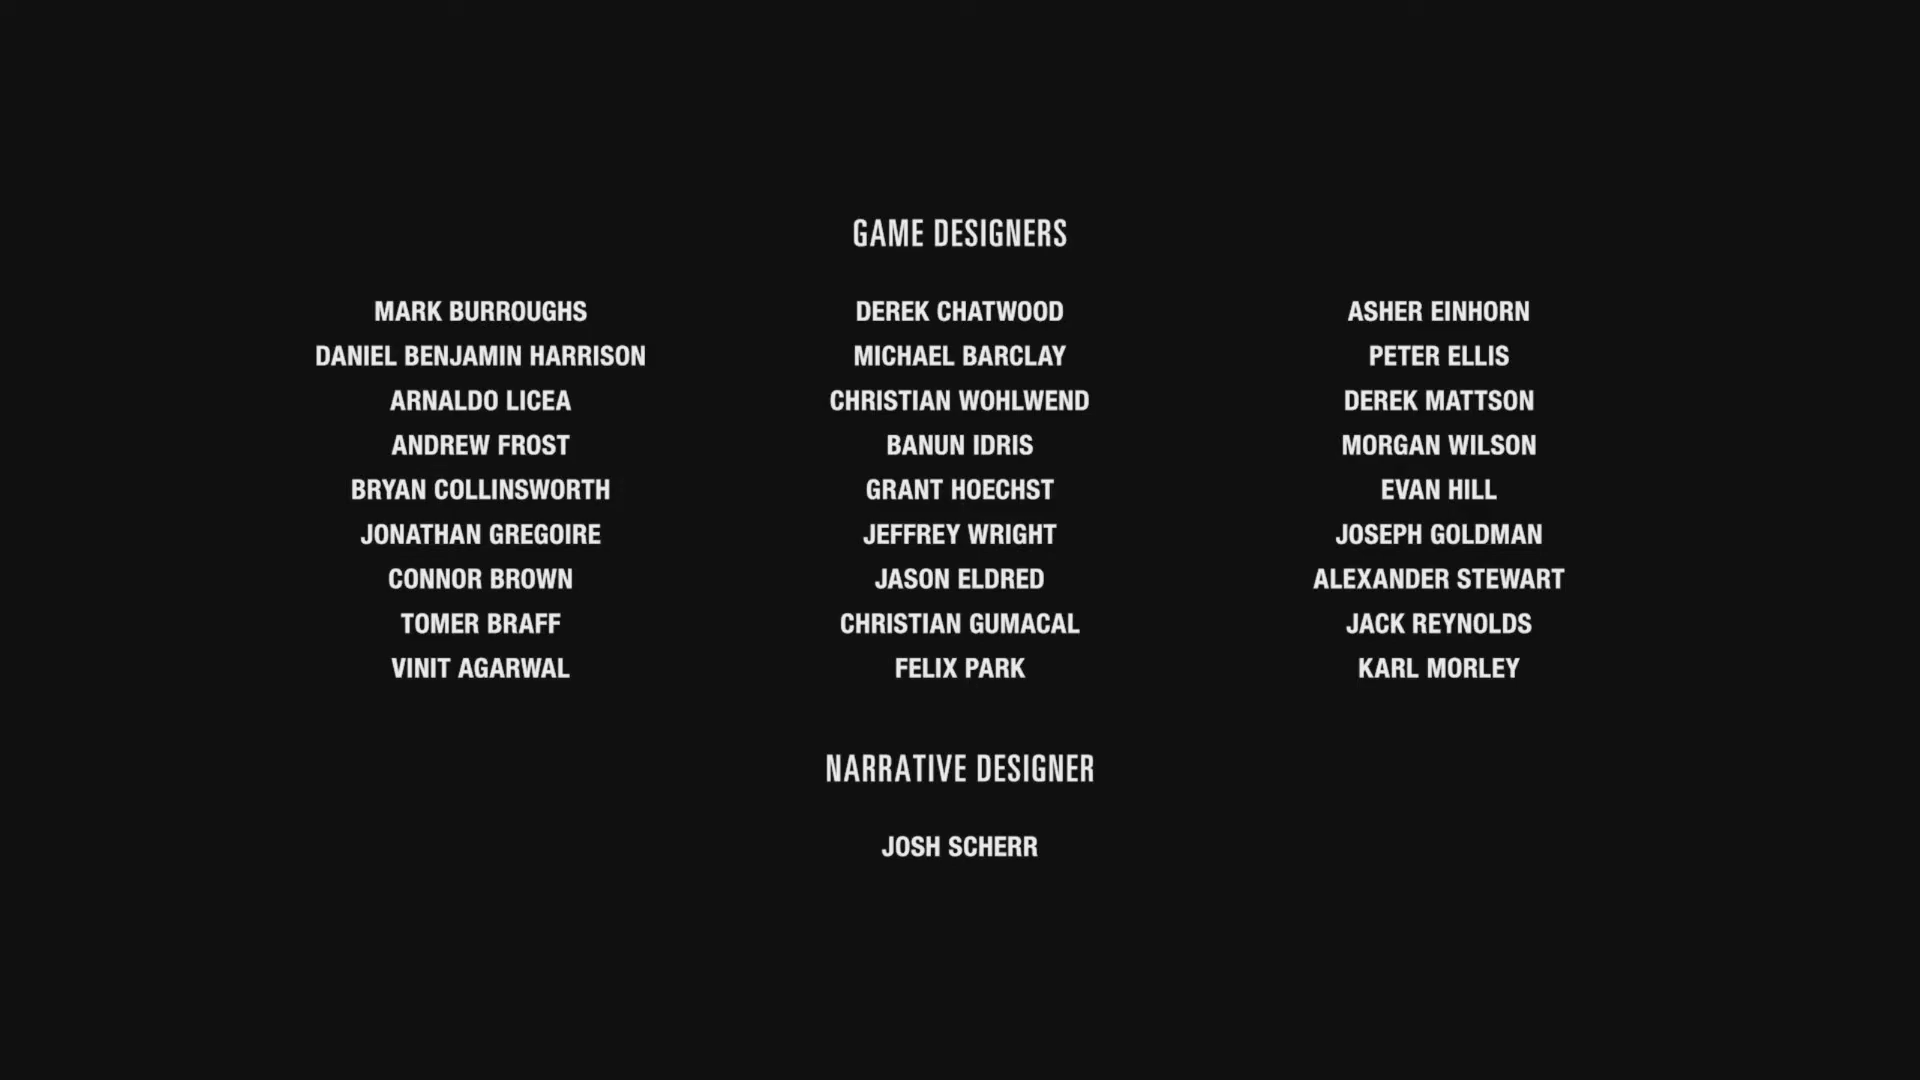 GAME DESIGNERS
MARK BURROUGHS DEREK CHATWOOD ASHER EINHORN
DANIEL BENJAMIN HARRISON MICHAEL BARCLAY PETER ELLIS
ARNALDO LICEA CHRISTIAN WOHLWEND DEREK MATTSON
ANDREW FROST BANUN IDRIS MORGAN WILSON
BRYAN COLLINSWORTH GRANT HOECHST EVAN HILL
JONATHAN GREGOIRE JEFFREY WRIGHT JOSEPH GOLDMAN
CONNOR BROWN JASON ELDRED ALEXANDER STEWART
TOMER BRAFF CHRISTIAN GUMACAL JACK REYNOLDS
VINIT AGARWAL FELIX PARK KARL MORLEY
NARRATIVE DESIGNER
JOSH SCHERR